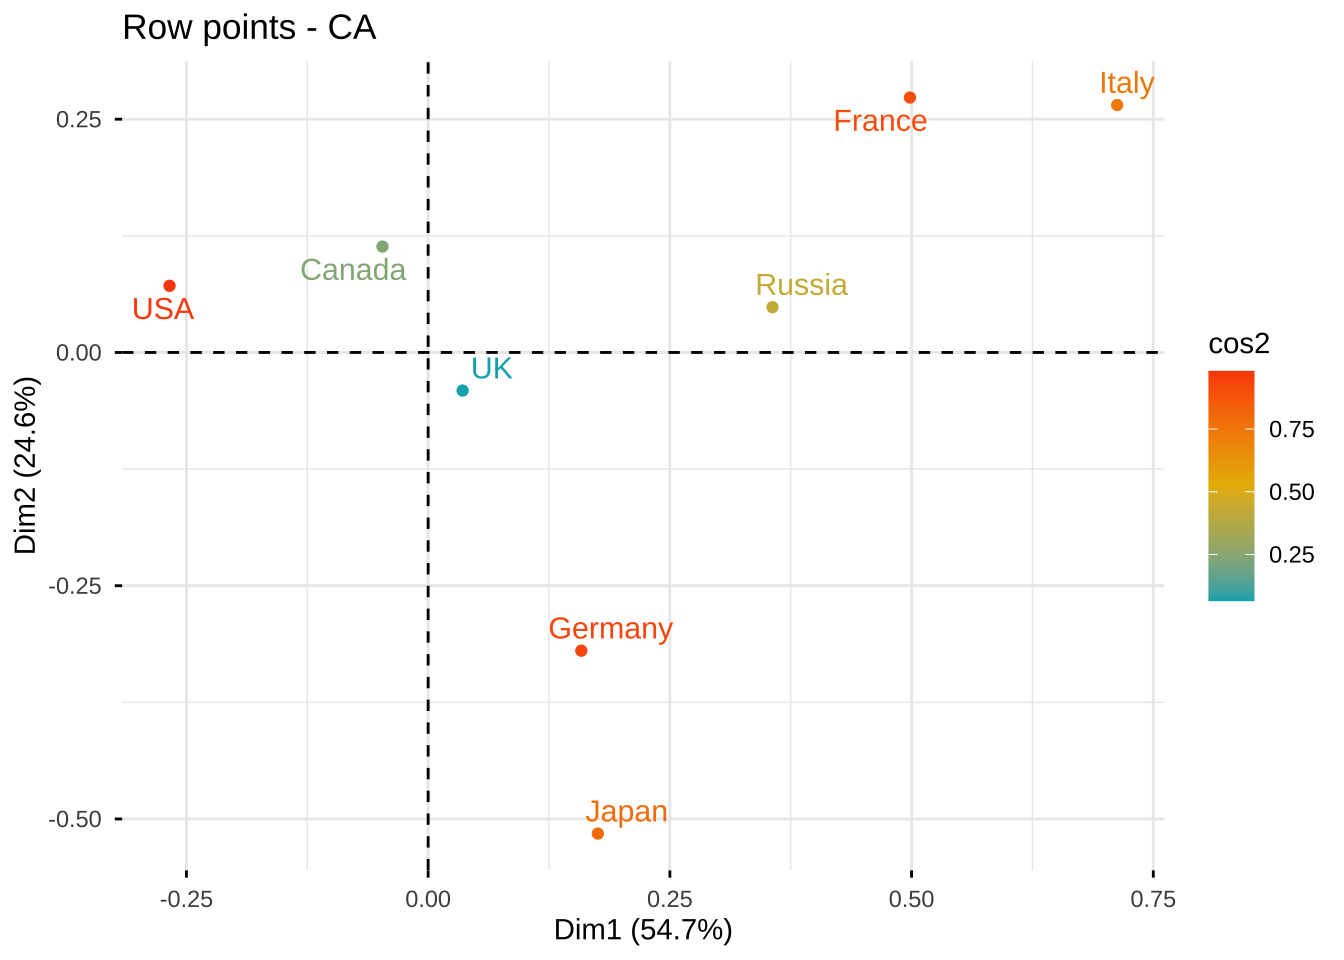 Row points - CA
Italy
France
Canada
USA
Russia
UK
Germany
Japan
0.25
0.00
-0.25
-0.50
-0.25
0.00
0.25
0.50
0.75
Dim1 (54.7%)
Dim2 (24.6%)
cos2
0.75
0.50
0.25